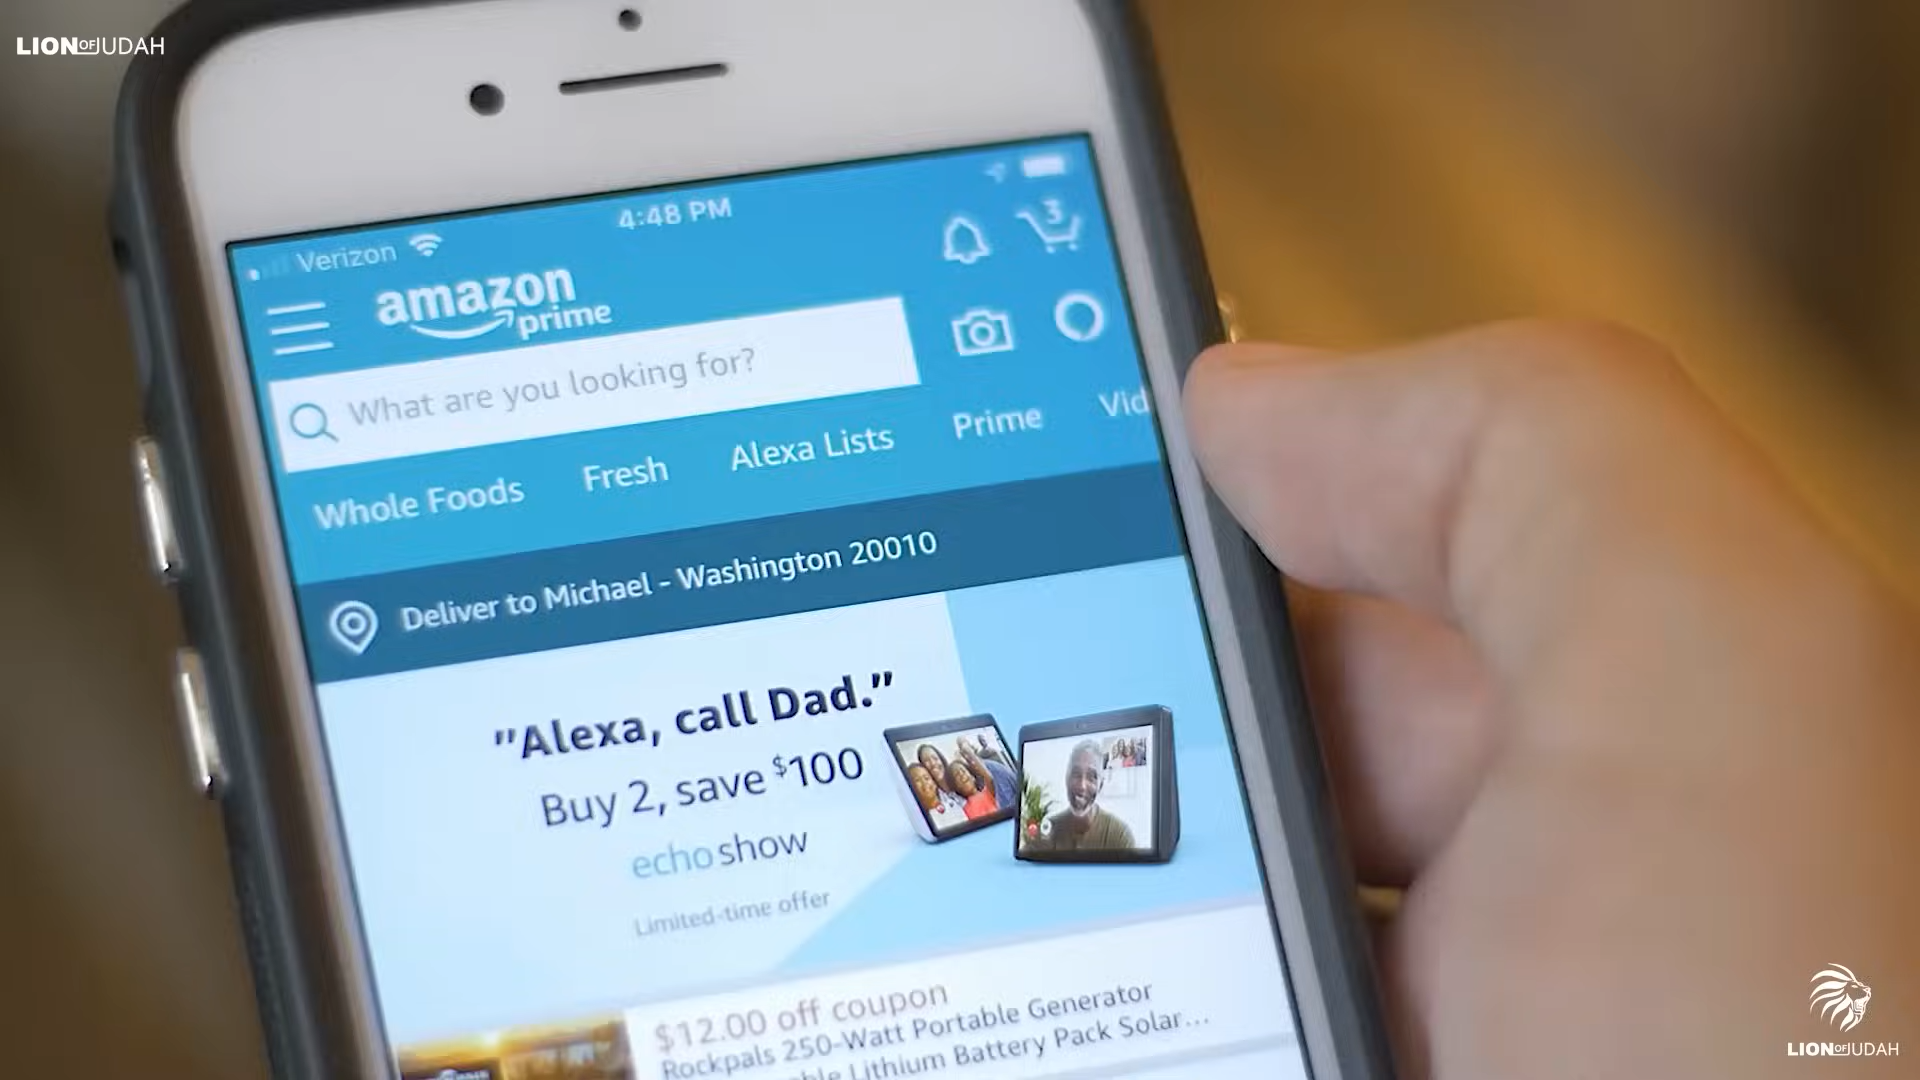 LION OF JUDAH
4:48 PM
Verizon
3
amazon
prime
What are you looking for?
Whole Foods Fresh Alexa Lists Prime Vid
Deliver to Michael - Washington 20010
"Alexa, call Dad."
Buy 2, save $100
echo show
Limited-time offer
$12.00 off coupon
Rockpals 250-Watt Portable Generator
Lithium Battery Pack Solar...
LION OF JUDAH